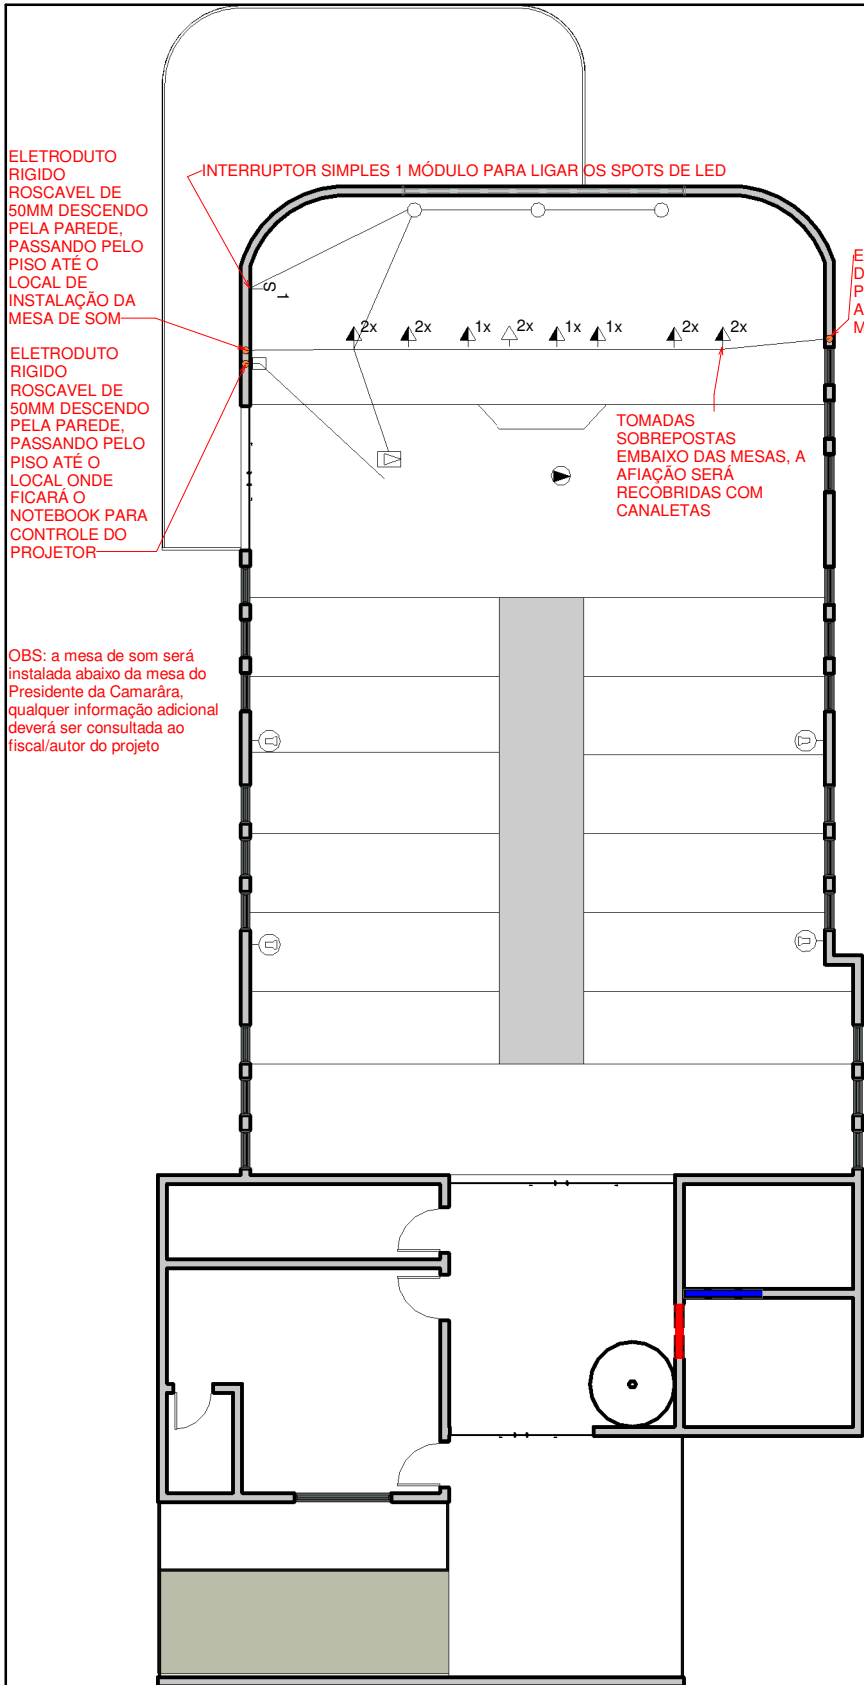 ELETRODUTO
RIGIDO
ROSCAVEL DE
50MM DESCENDO
PELA PAREDE,
PASSANDO PELO
PISO ATÉ O
LOCAL DE
INSTALAÇÃO DA
MESA DE SOM
INTERRUPTOR SIMPLES 1 MÓDULO PARA LIGAR OS SPOTS DE LED
S 1
E
D
P
A
M
2x 2x 1x 2x 1x 1x 2x 2x
ELETRODUTO
RIGIDO
ROSCAVEL DE
50MM DESCENDO
PELA PAREDE,
PASSANDO PELO
PISO ATÉ O
LOCAL ONDE
FICARÁ O
NOTEBOOK PARA
CONTROLE DO
PROJETOR
TOMADAS
SOBREPOSTAS
EMBAIXO DAS MESAS, A
AFIAÇÃO SERÁ
RECOBRIDAS COM
CANALETAS
OBS: a mesa de som será
instalada abaixo da mesa do
Presidente da Camarâra,
qualquer informação adicional
deverá ser consultada ao
fiscal/autor do projeto